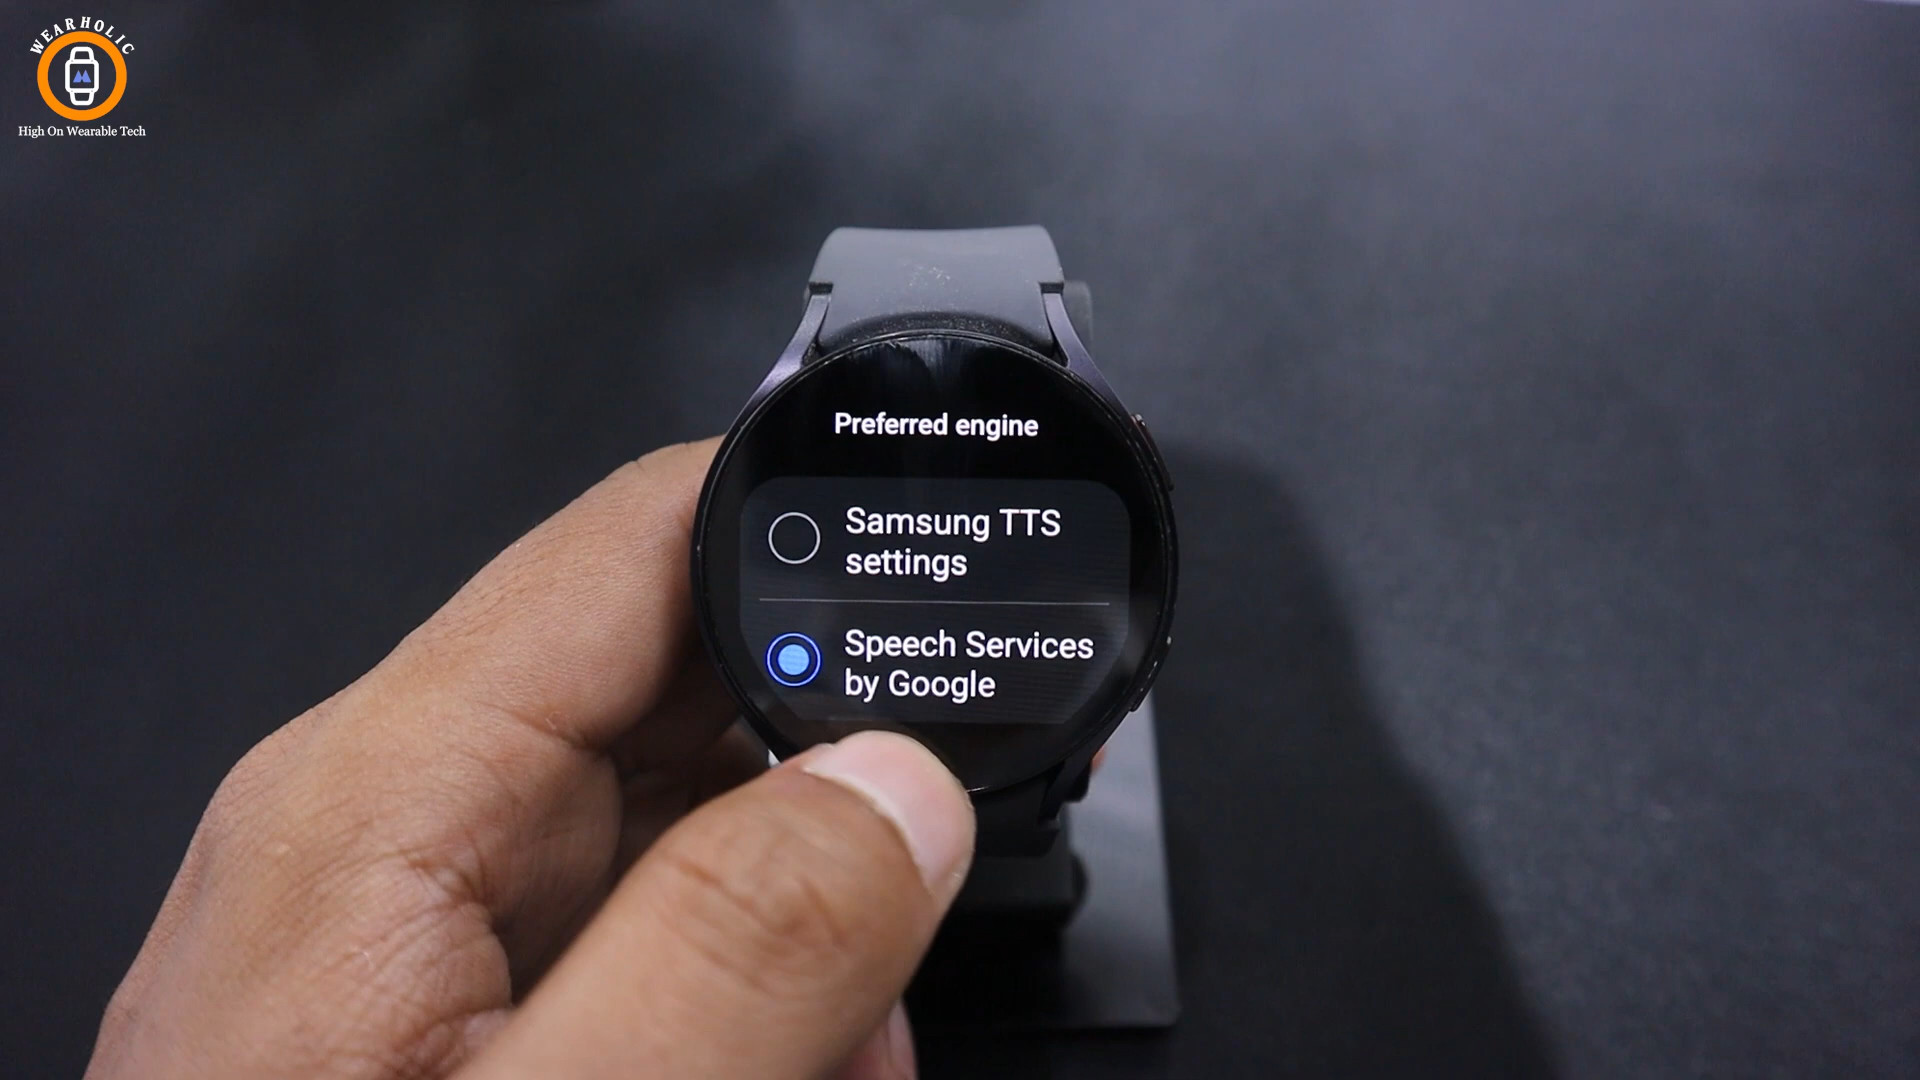 WEARHOLIC
High On Wearable Tech
Preferred engine
Samsung TTS
settings
Speech Services
by Google